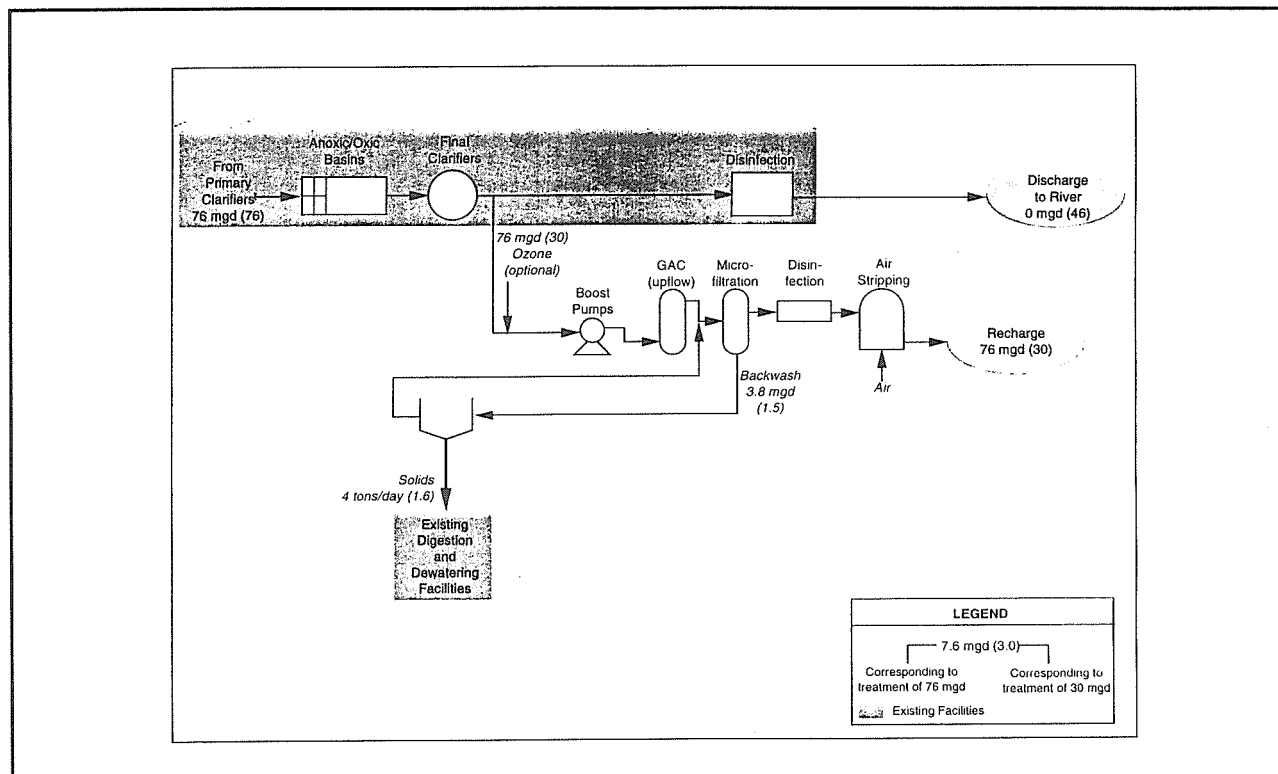 Anoxic/Oxic
Basins
Final
Clarifiers
Disinfection
From
Primary
Clarifiers
76 mgd (76)
Discharge
to River
0 mgd (46)
76 mgd (30)
Ozone
(optional)
Boost
Pumps
GAC
(upflow)
Micro-
filtration
Disin-
fection
Air
Stripping
Recharge
76 mgd (30)
Backwash
3.8 mgd
(1.5)
Air
Solids
4 tons/day (1.6)
Existing
Digestion
and
Dewatering
Facilities
LEGEND
7.6 mgd (3.0)
Corresponding to
treatment of 76 mgd
Corresponding to
treatment of 30 mgd
Existing Facilities